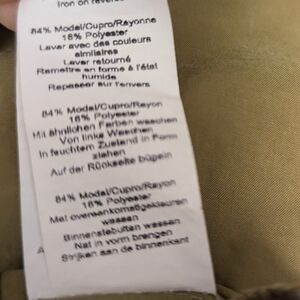 Iron on reverse
84% Modal/Cupro/Rayonne
16% Polyester
Laver avec des couleurs
similaires
Laver retourné
Remettre en forme à l'état
humide
Repasser sur l'envers
84% Modal/Cupro/Rayon
16% Polyester
Mit ähnlichen Farben waschen
Von links Waschen
In feuchtem Zustand in Form
ziehen
Auf der Rückseite bügeln
84% Modal/Cupro/Rayon
16% Polyester
Met overeenkomstigekleuren
wassen
Binnenstebuiten wassen
Nat in vorm brengen
Strijken aan de binnenkant